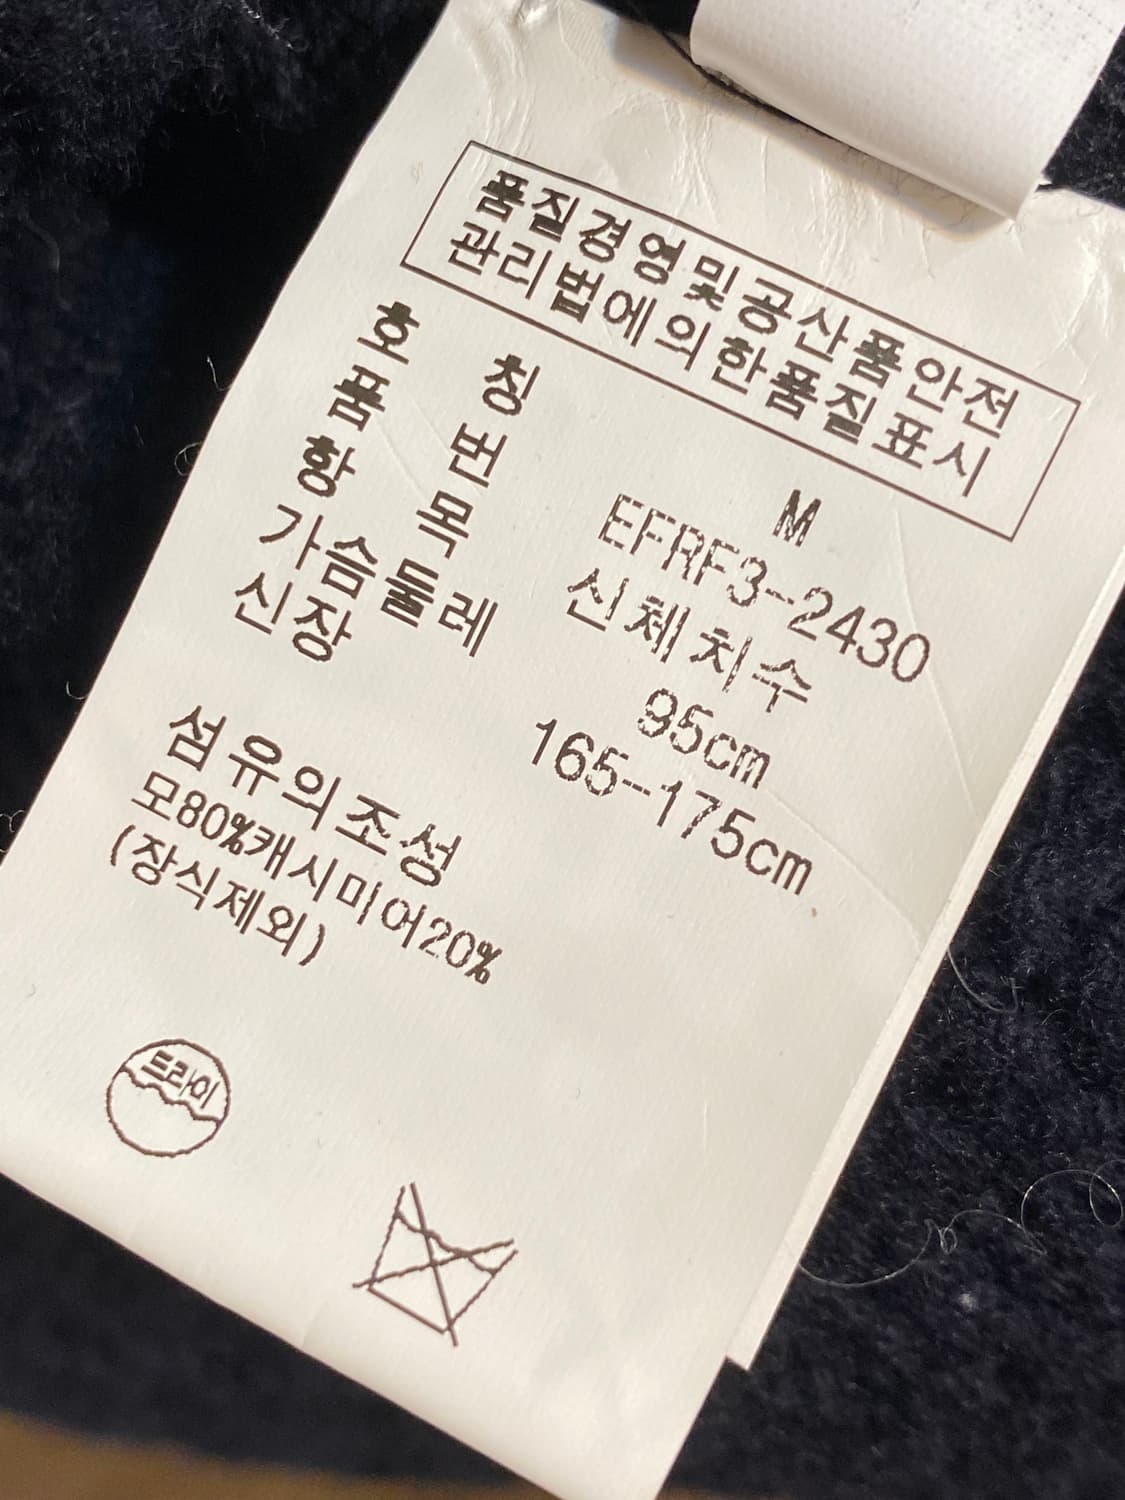 품질경영및공산품안전
관리법에의한품질표시
호 칭 M
품 번 EFRF3-2430
항 목 신체치수
가슴둘레 95cm
신장 165-175cm
섬유의조성
모80%캐시미어20%
(장식제외)
드라이